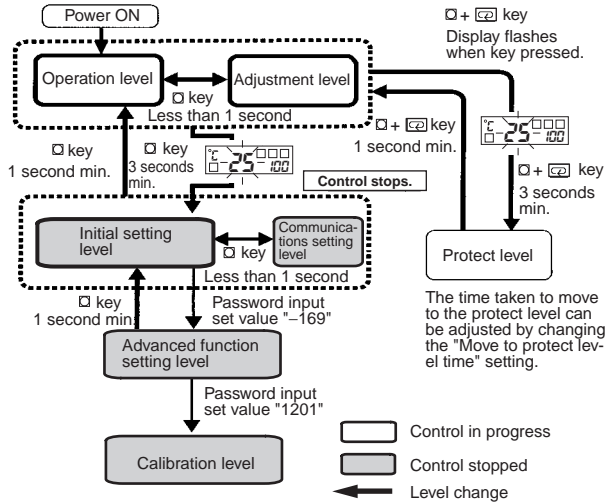 Power ON
Operation level
Adjustment level
key
Less than 1 second
key
1 second min.
key
3 seconds
min.
°C
25
100
Control stops.
+ key
Display flashes
when key pressed.
+ key
1 second min.
°C
25
100
+ key
3 seconds
min.
Protect level
The time taken to move
to the protect level can
be adjusted by changing
the "Move to protect lev-
el time" setting.
Initial setting
level
key
Communica-
tions setting
level
Less than 1 second
key
1 second min.
Password input
set value "–169"
Advanced function
setting level
Password input
set value "1201"
Calibration level
Control in progress
Control stopped
Level change